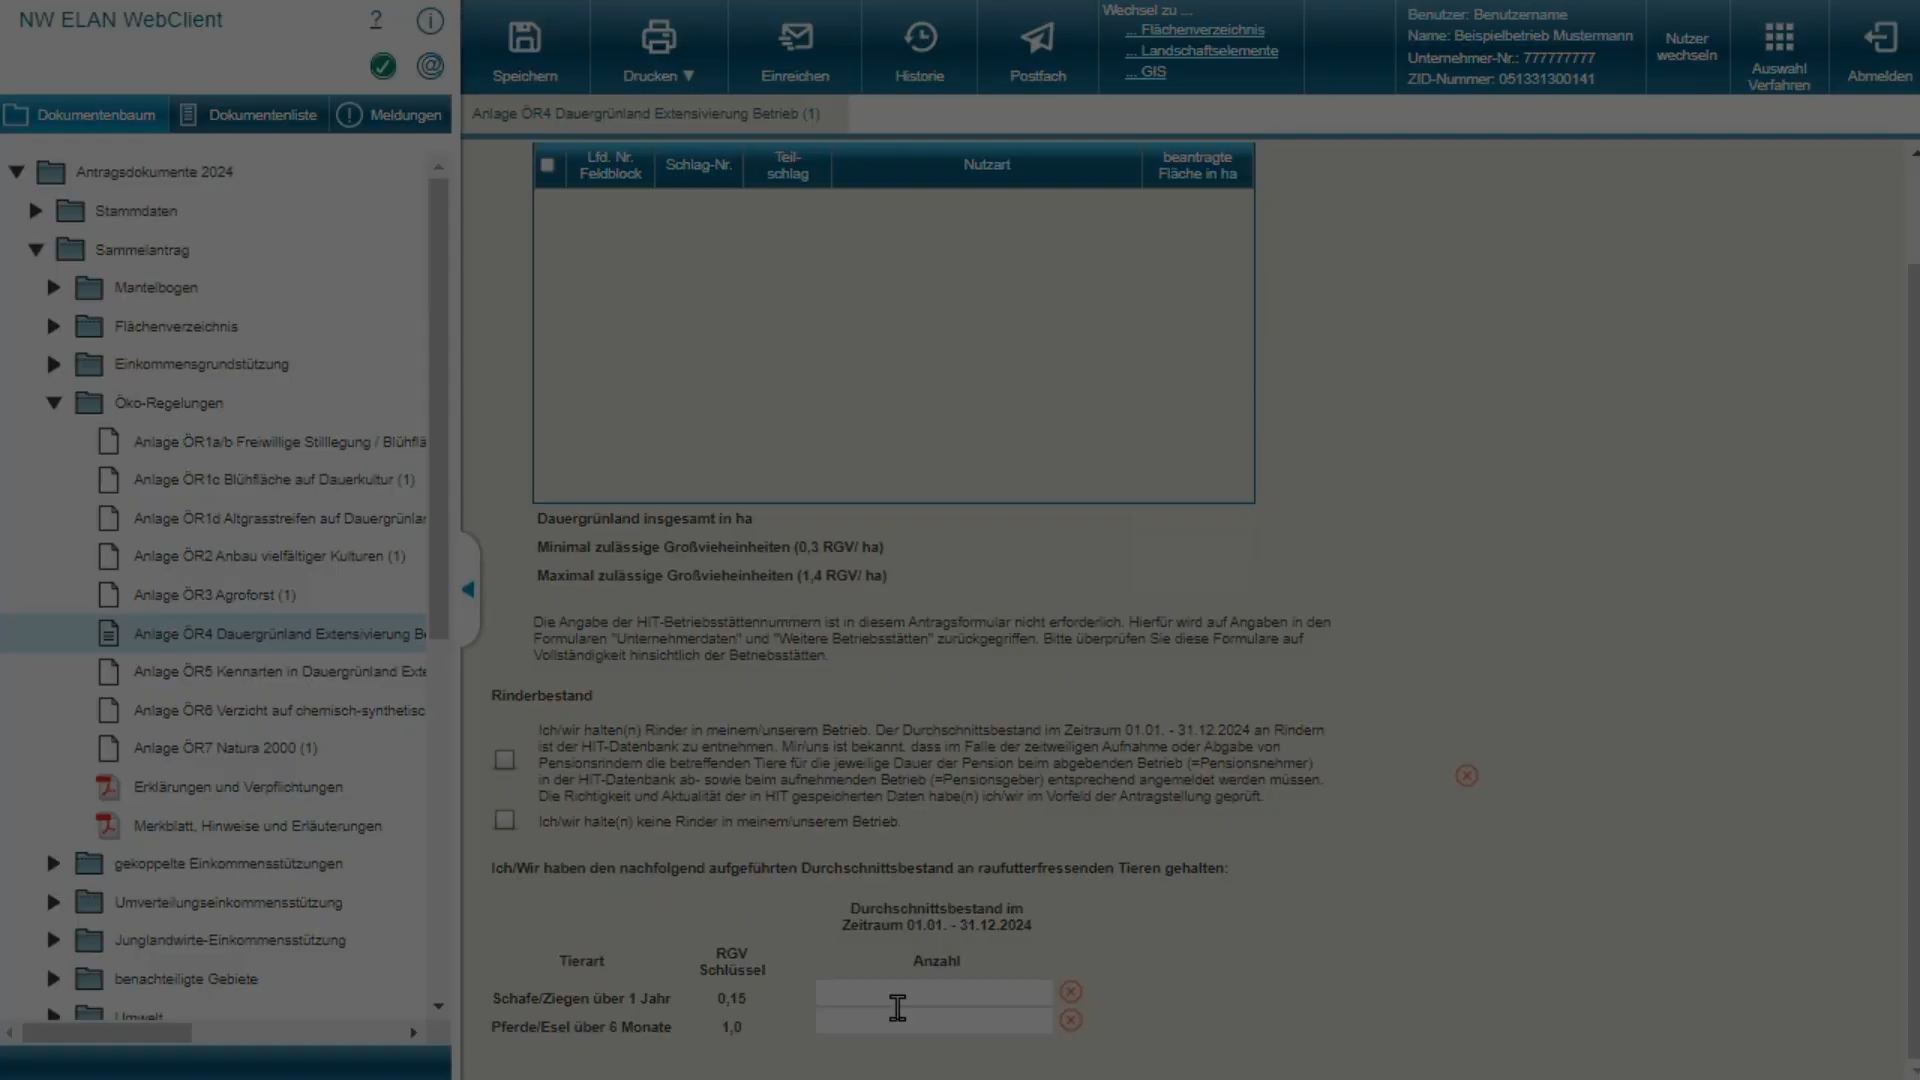 NW ELAN WebClient
?
Speichern
Drucken ▼
Einreichen
Historie
Postfach
Wechsel zu ...
... Flächenverzeichnis
... Landschaftselemente
... GIS
Benutzer: Benutzername
Name: Beispielbetrieb Mustermann
Unternehmer-Nr.: 777777777
ZID-Nummer: 051331300141
Nutzer
wechseln
Auswahl
Verfahren
Abmelden
Dokumentenbaum
Dokumentenliste
Meldungen
Antragsdokumente 2024
Stammdaten
Sammelantrag
Mantelbogen
Flächenverzeichnis
Einkommensgrundstützung
Öko-Regelungen
Anlage ÖR1a/b Freiwillige Stilllegung / Blühflä
Anlage ÖR1c Blühfläche auf Dauerkultur (1)
Anlage ÖR1d Altgrasstreifen auf Dauergrünlar
Anlage ÖR2 Anbau vielfältiger Kulturen (1)
Anlage ÖR3 Agroforst (1)
Anlage ÖR4 Dauergrünland Extensivierung Be
Anlage ÖR5 Kennarten in Dauergrünland Exte
Anlage ÖR6 Verzicht auf chemisch-synthetisc
Anlage ÖR7 Natura 2000 (1)
Erklärungen und Verpflichtungen
Merkblatt, Hinweise und Erläuterungen
gekoppelte Einkommensstützungen
Umverteilungseinkommensstützung
Junglandwirte-Einkommensstützung
benachteiligte Gebiete
Umwelt
Anlage ÖR4 Dauergrünland Extensivierung Betrieb (1)
Lfd. Nr. Feldblock
Schlag-Nr.
Teil-schlag
Nutzart
beantragte Fläche in ha
Dauergrünland insgesamt in ha
Minimal zulässige Großvieheinheiten (0,3 RGV/ ha)
Maximal zulässige Großvieheinheiten (1,4 RGV/ ha)
Die Angabe der HIT-Betriebsstättennummern ist in diesem Antragsformular nicht erforderlich. Hierfür wird auf Angaben in den
Formularen "Unternehmerdaten" und "Weitere Betriebsstätten" zurückgegriffen. Bitte überprüfen Sie diese Formulare auf
Vollständigkeit hinsichtlich der Betriebsstätten.
Rinderbestand
Ich/wir halten(n) Rinder in meinem/unserem Betrieb. Der Durchschnittsbestand im Zeitraum 01.01. - 31.12.2024 an Rindern
ist der HIT-Datenbank zu entnehmen. Mir/uns ist bekannt. dass im Falle der zeitweiligen Aufnahme oder Abgabe von
Pensionsrindern die betreffenden Tiere für die jeweilige Dauer der Pension beim abgebenden Betrieb (=Pensionsnehmer)
in der HIT-Datenbank ab- sowie beim aufnehmenden Betrieb (=Pensionsgeber) entsprechend angemeldet werden müssen.
Die Richtigkeit und Aktualität der in HIT gespeicherten Daten habe(n) ich/wir im Vorfeld der Antragstellung geprüft.
Ich/wir halte(n) keine Rinder in meinem/unserem Betrieb.
Ich/Wir haben den nachfolgend aufgeführten Durchschnittsbestand an raufutterfressenden Tieren gehalten:
Durchschnittsbestand im
Zeitraum 01.01. - 31.12.2024
Tierart
RGV Schlüssel
Anzahl
Schafe/Ziegen über 1 Jahr 0,15
Pferde/Esel über 6 Monate 1,0